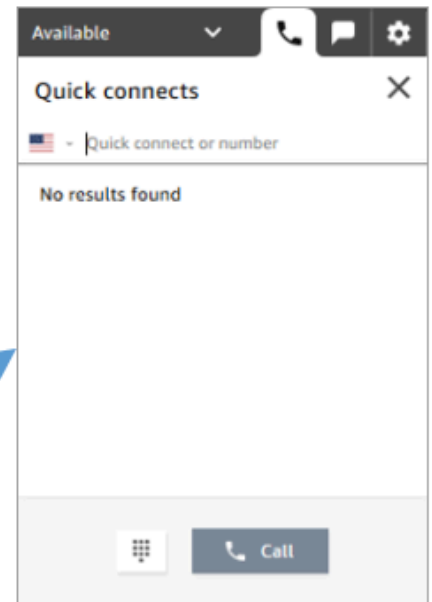 Available
Quick connects
Quick connect or number
No results found
Call